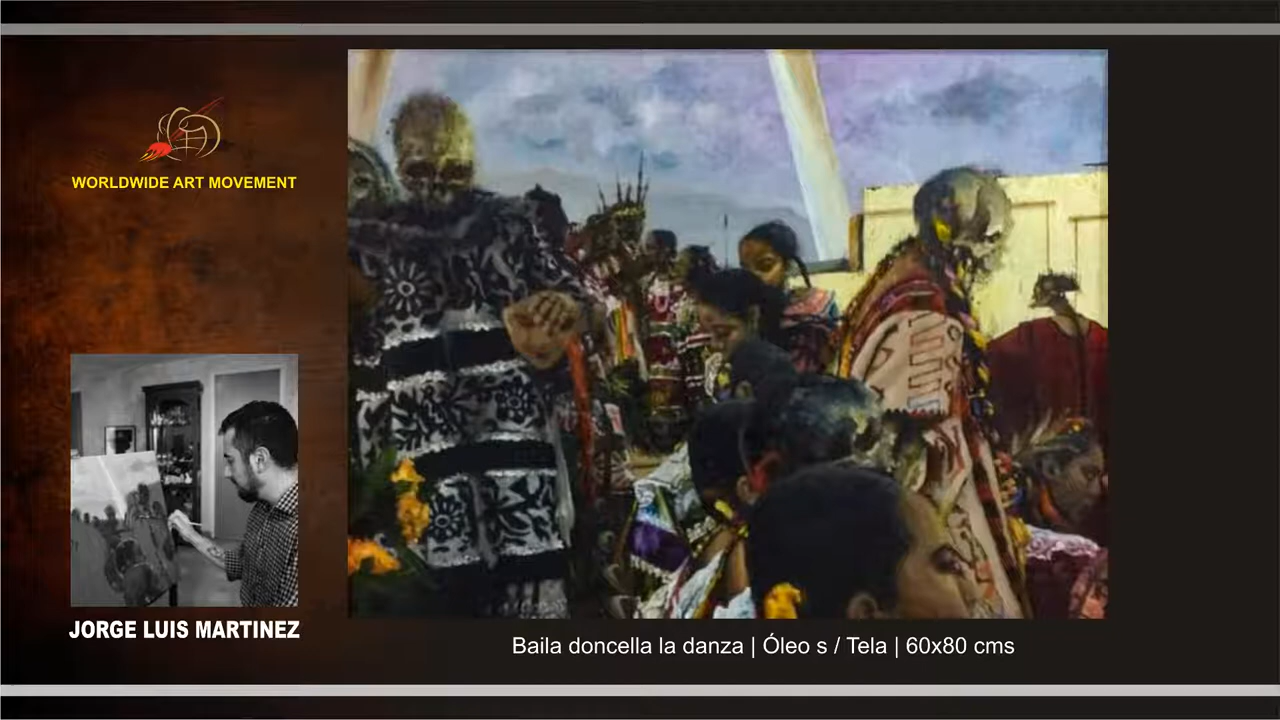 WORLDWIDE ART MOVEMENT
JORGE LUIS MARTINEZ
Baila doncella la danza | Óleo s / Tela | 60x80 cms